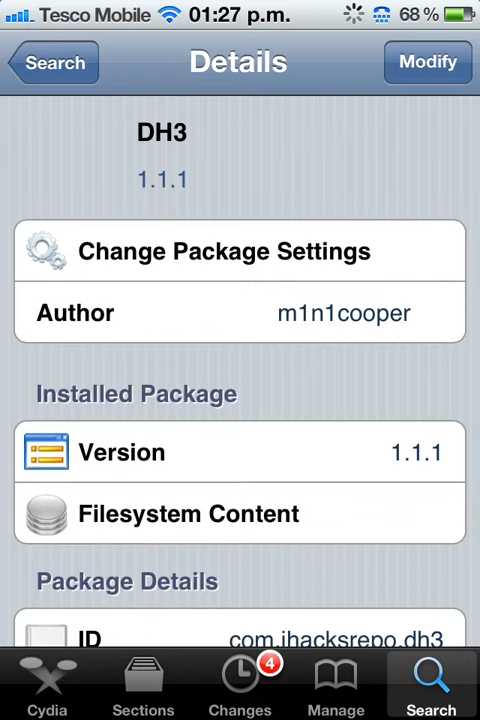 Tesco Mobile 01:27 p.m. 68%
Search Details Modify
DH3
1.1.1
Change Package Settings
Author m1n1cooper
Installed Package
Version 1.1.1
Filesystem Content
Package Details
ID com.ihacksrepo.dh3
4
Cydia Sections Changes Manage Search